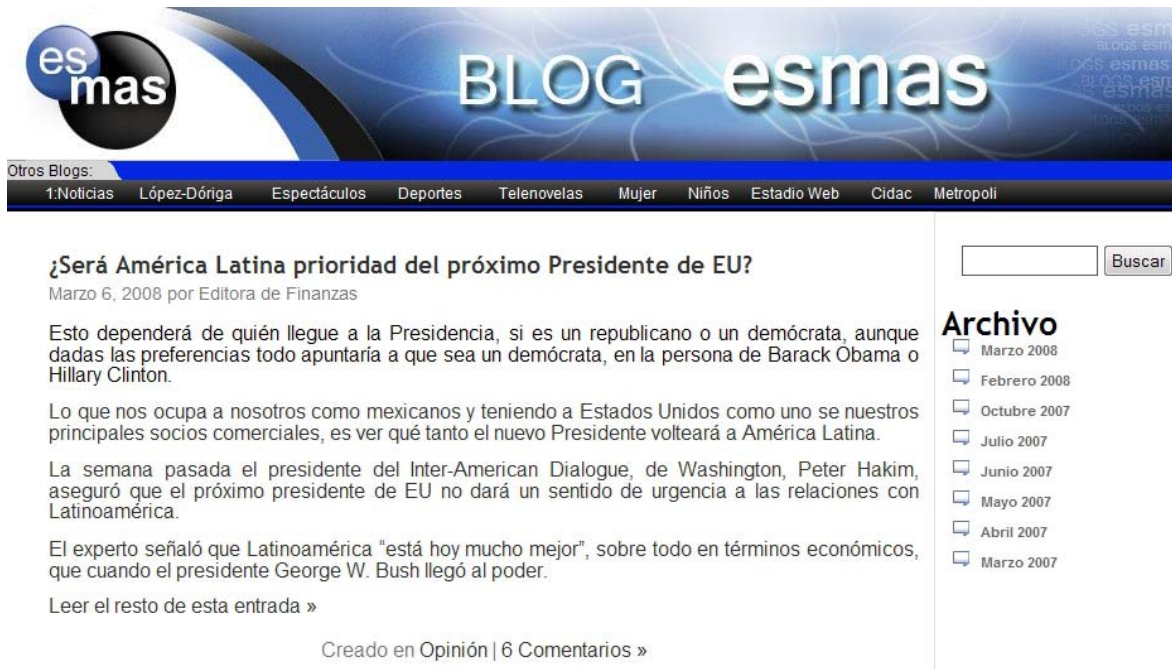 es
mas
BLOG esmas
Otros Blogs:
1:Noticias López-Dóriga Espectáculos Deportes Telenovelas Mujer Niños Estadio Web Cidac Metropoli
¿Será América Latina prioridad del próximo Presidente de EU?
Marzo 6, 2008 por Editora de Finanzas
Esto dependerá de quién llegue a la Presidencia, si es un republicano o un demócrata, aunque
dadas las preferencias todo apuntaría a que sea un demócrata, en la persona de Barack Obama o
Hillary Clinton.
Lo que nos ocupa a nosotros como mexicanos y teniendo a Estados Unidos como uno se nuestros
principales socios comerciales, es ver qué tanto el nuevo Presidente volteará a América Latina.
La semana pasada el presidente del Inter-American Dialogue, de Washington, Peter Hakim,
aseguró que el próximo presidente de EU no dará un sentido de urgencia a las relaciones con
Latinoamérica.
El experto señaló que Latinoamérica “está hoy mucho mejor”, sobre todo en términos económicos,
que cuando el presidente George W. Bush llegó al poder.
Leer el resto de esta entrada »
Creado en Opinión | 6 Comentarios »
Buscar
Archivo
Marzo 2008
Febrero 2008
Octubre 2007
Julio 2007
Junio 2007
Mayo 2007
Abril 2007
Marzo 2007